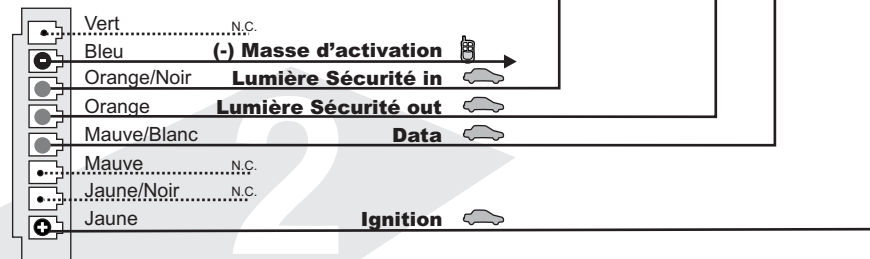 Vert N.C.
Bleu (-) Masse d'activation
Orange/Noir Lumière Sécurité in
Orange Lumière Sécurité out
Mauve/Blanc Data
Mauve N.C.
Jaune/Noir N.C.
Jaune Ignition
2